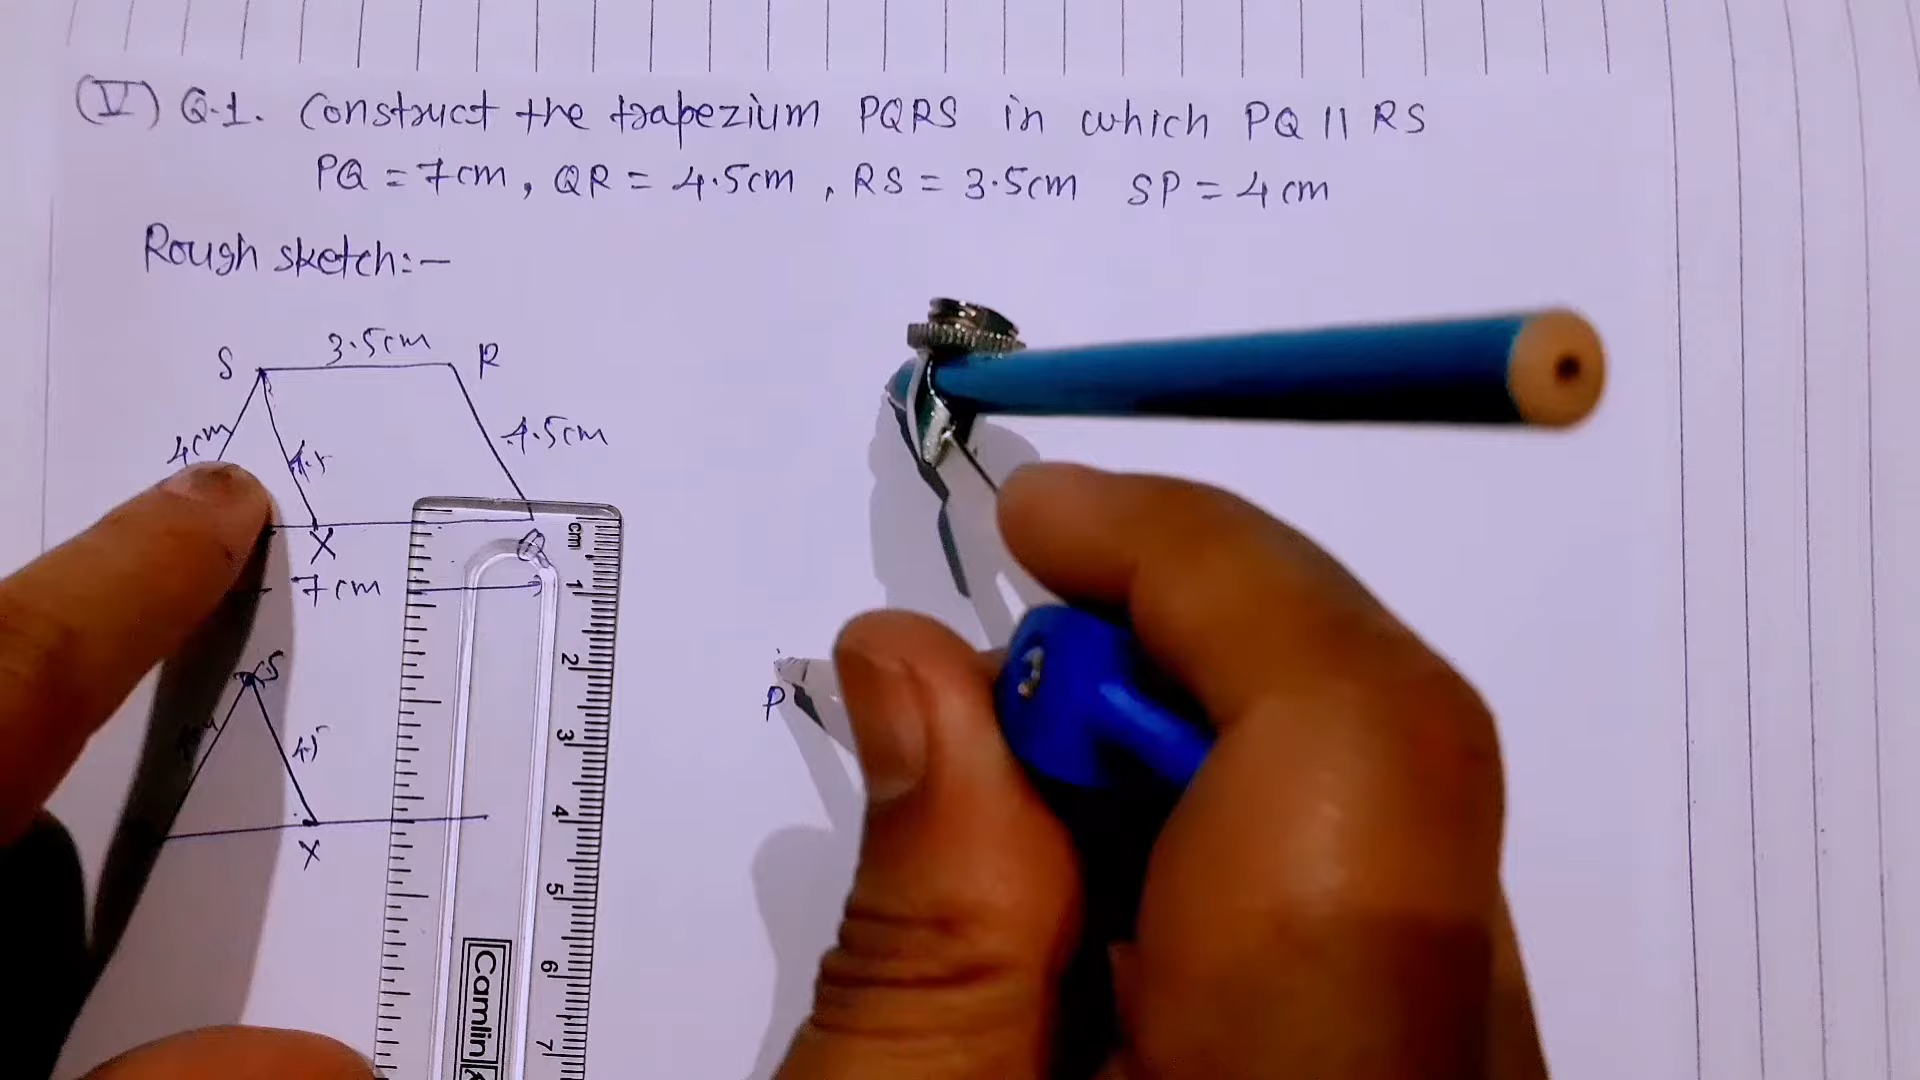 (V) Q.1. Construct the trapezium PQRS in which PQ || RS
PQ = 7cm, QR = 4.5cm, RS = 3.5cm SP = 4cm
Rough sketch:-
S 3.5cm R
4cm 4.5cm
X Q
7cm
S
4.5
X
P
cm 1 2 3 4 5 6 7
Camlin